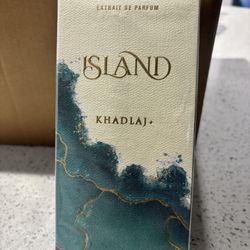 EXTRAIT DE PARFUM
ISLAND
KHADLAJ+